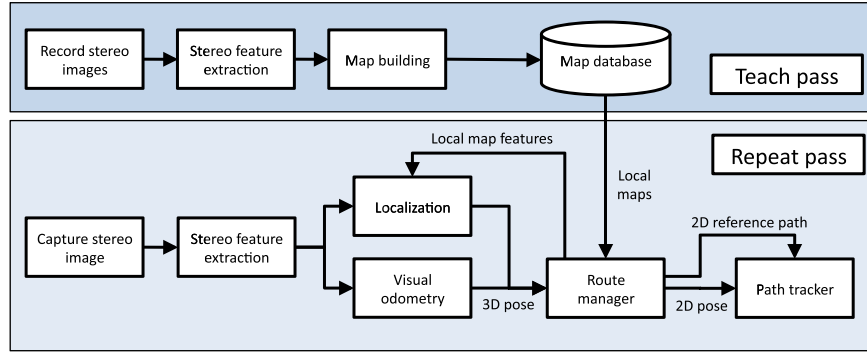 Record stereo
images
Stereo feature
extraction
Map building
Map database
Teach pass
Local map features
Repeat pass
Local
maps
Localization
Capture stereo
image
Stereo feature
extraction
2D reference path
Visual
odometry
3D pose
Route
manager
2D pose
Path tracker